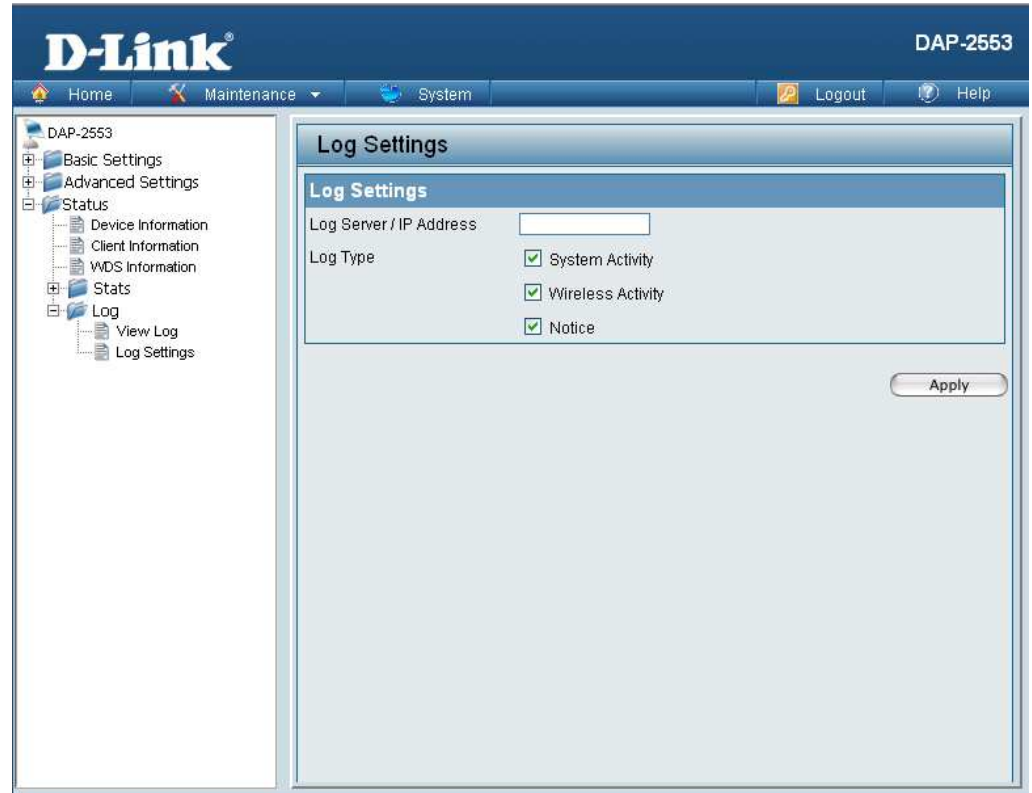 D-Link®
DAP-2553
Home Maintenance System Logout Help
DAP-2553
Basic Settings
Advanced Settings
Status
Device Information
Client Information
WDS Information
Stats
Log
View Log
Log Settings
Log Settings
Log Settings
Log Server / IP Address
Log Type
System Activity
Wireless Activity
Notice
Apply